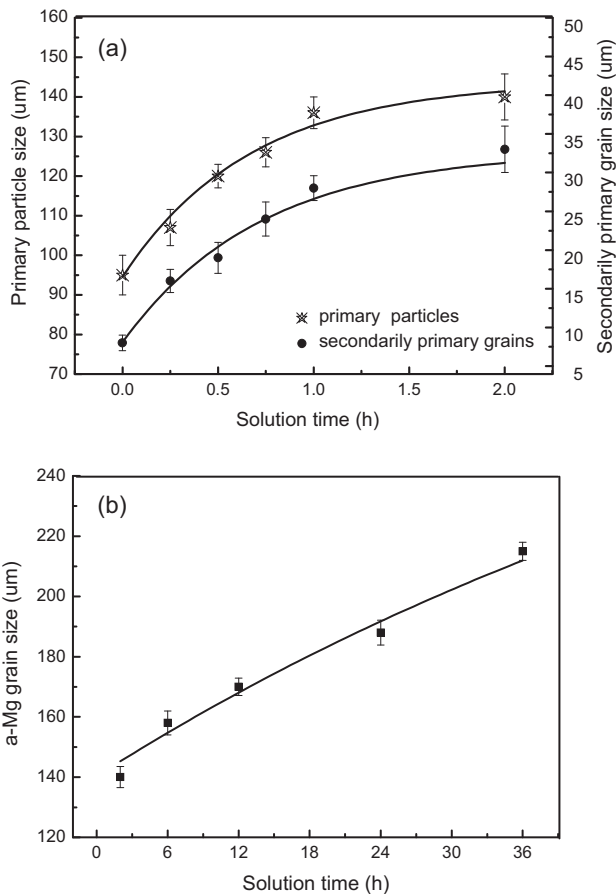 (a)
Primary particle size (um)
160
150
140
130
120
110
100
90
80
70
Secondarily primary grain size (um)
50
45
40
35
30
25
20
15
10
5
primary particles
secondarily primary grains
0.0 0.5 1.0 1.5 2.0
Solution time (h)
(b)
a-Mg grain size (um)
240
220
200
180
160
140
120
0 6 12 18 24 30 36
Solution time (h)